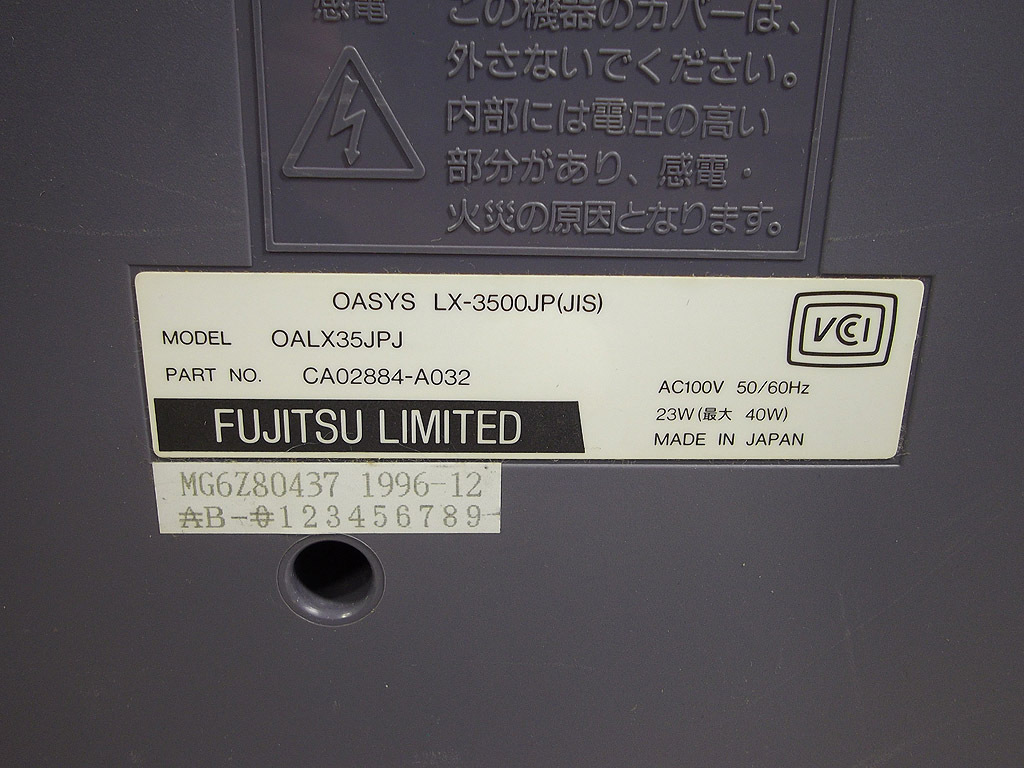 感電
この機器のカバーは、
外さないでください。
内部には電圧の高い
部分があり、感電・
火災の原因となります。
OASYS LX-3500JP(JIS)
MODEL OALX35JPJ
PART NO. CA02884-A032
FUJITSU LIMITED
VCCI
AC100V 50/60Hz
23W(最大 40W)
MADE IN JAPAN
MG6Z80437 1996-12
AB-0123456789